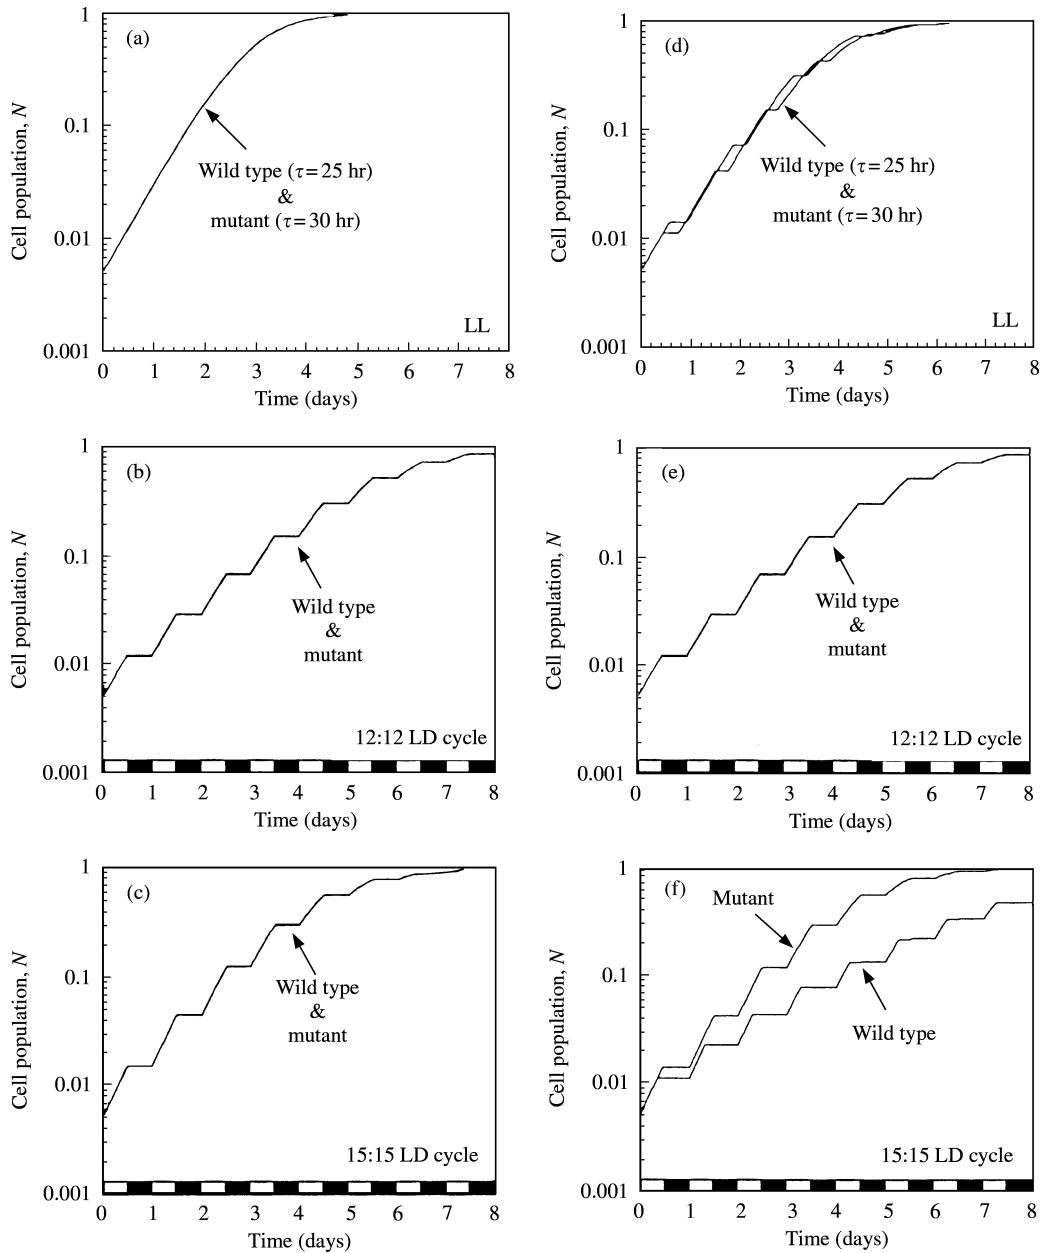 (a)
1
0.1
0.01
0.001
Cell population, N
Wild type (τ = 25 hr)
&
mutant (τ = 30 hr)
LL
0 1 2 3 4 5 6 7 8
Time (days)
(d)
1
0.1
0.01
0.001
Cell population, N
Wild type (τ = 25 hr)
&
mutant (τ = 30 hr)
LL
0 1 2 3 4 5 6 7 8
Time (days)
(b)
1
0.1
0.01
0.001
Cell population, N
Wild type
&
mutant
12:12 LD cycle
0 1 2 3 4 5 6 7 8
Time (days)
(e)
1
0.1
0.01
0.001
Cell population, N
Wild type
&
mutant
12:12 LD cycle
0 1 2 3 4 5 6 7 8
Time (days)
(c)
1
0.1
0.01
0.001
Cell population, N
Wild type
&
mutant
15:15 LD cycle
0 1 2 3 4 5 6 7 8
Time (days)
(f)
1
0.1
0.01
0.001
Cell population, N
Mutant
Wild type
15:15 LD cycle
0 1 2 3 4 5 6 7 8
Time (days)